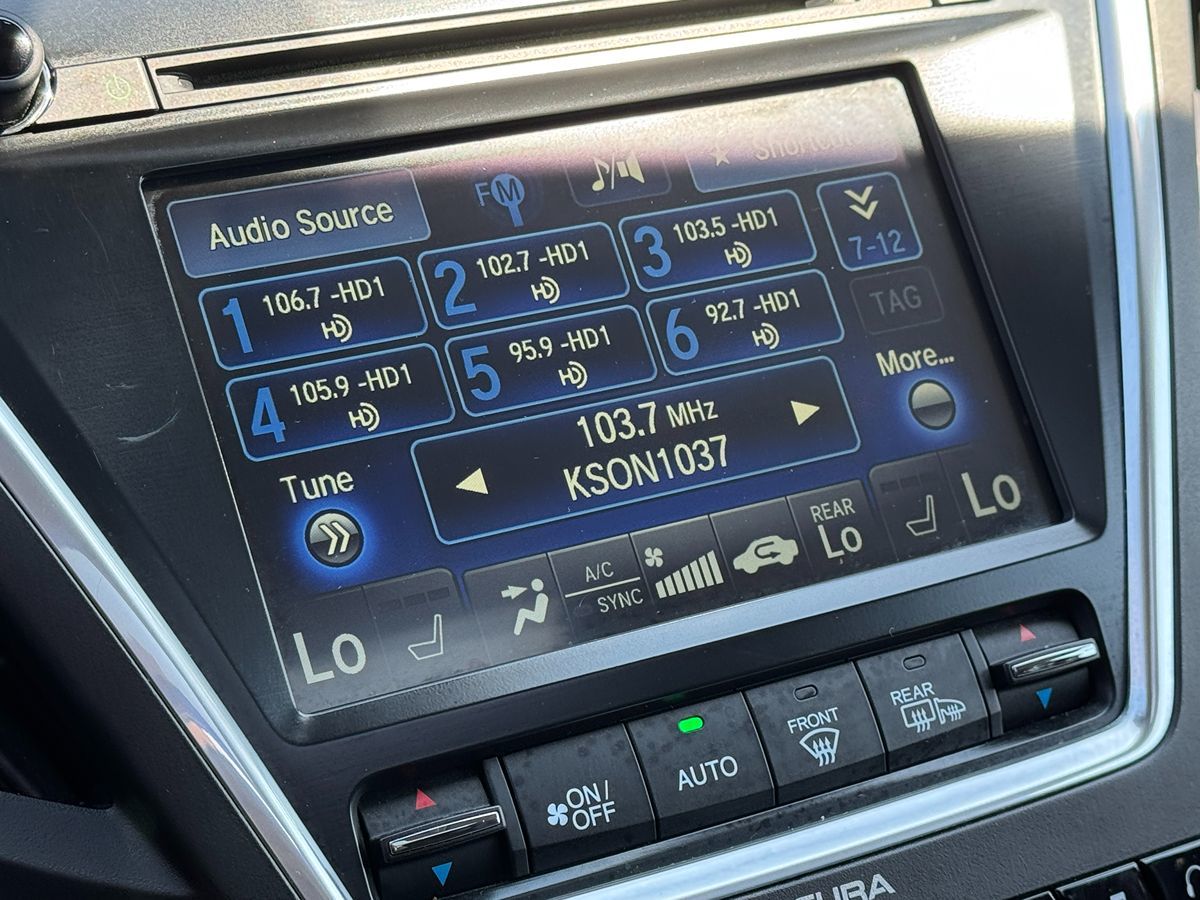 FM
Shortcut
Audio Source
1 106.7 -HD1
HD
2 102.7 -HD1
HD
3 103.5 -HD1
HD
7-12
4 105.9 -HD1
HD
5 95.9 -HD1
HD
6 92.7 -HD1
HD
TAG
More...
103.7 MHz
KSON1037
Tune
Lo
A/C
SYNC
REAR
Lo
Lo
ON/
OFF
AUTO
FRONT
REAR